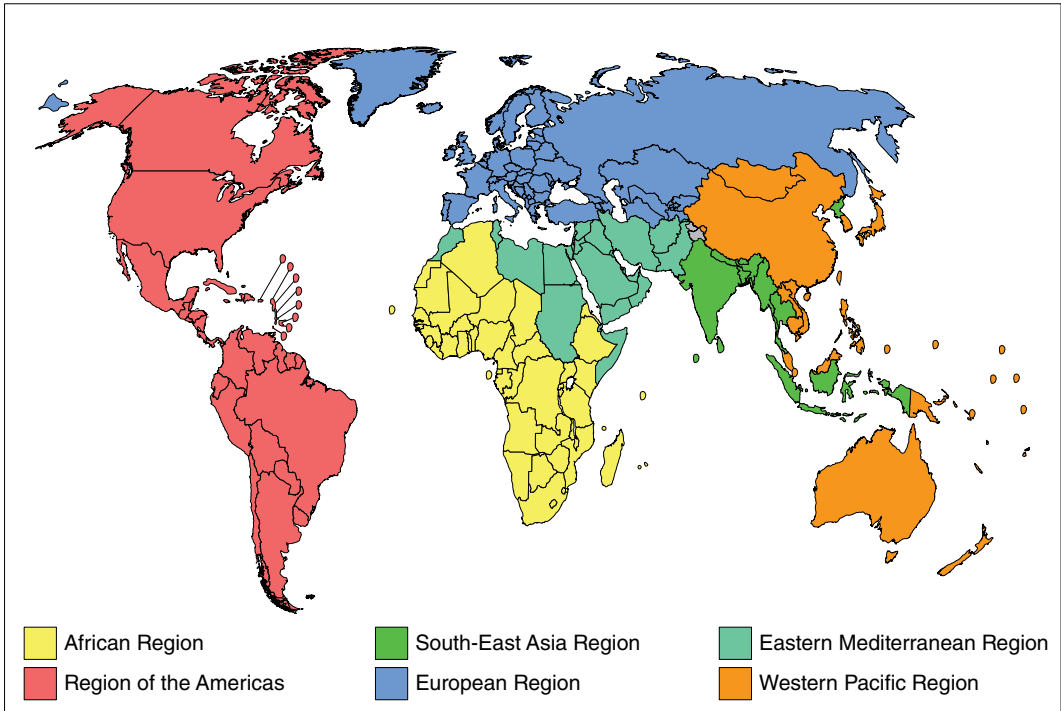 African Region
South-East Asia Region
Eastern Mediterranean Region
Region of the Americas
European Region
Western Pacific Region